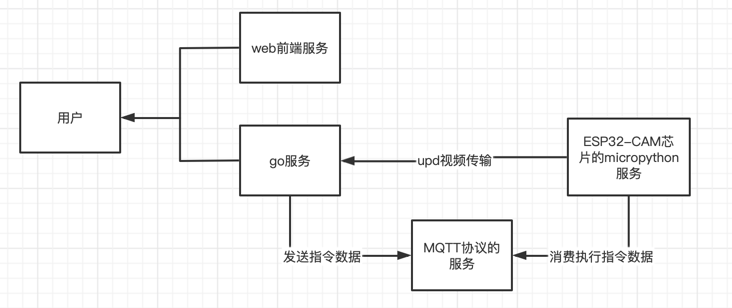 web前端服务
用户
go服务
upd视频传输
ESP32-CAM芯
片的micropython
服务
发送指令数据
MQTT协议的
服务
消费执行指令数据